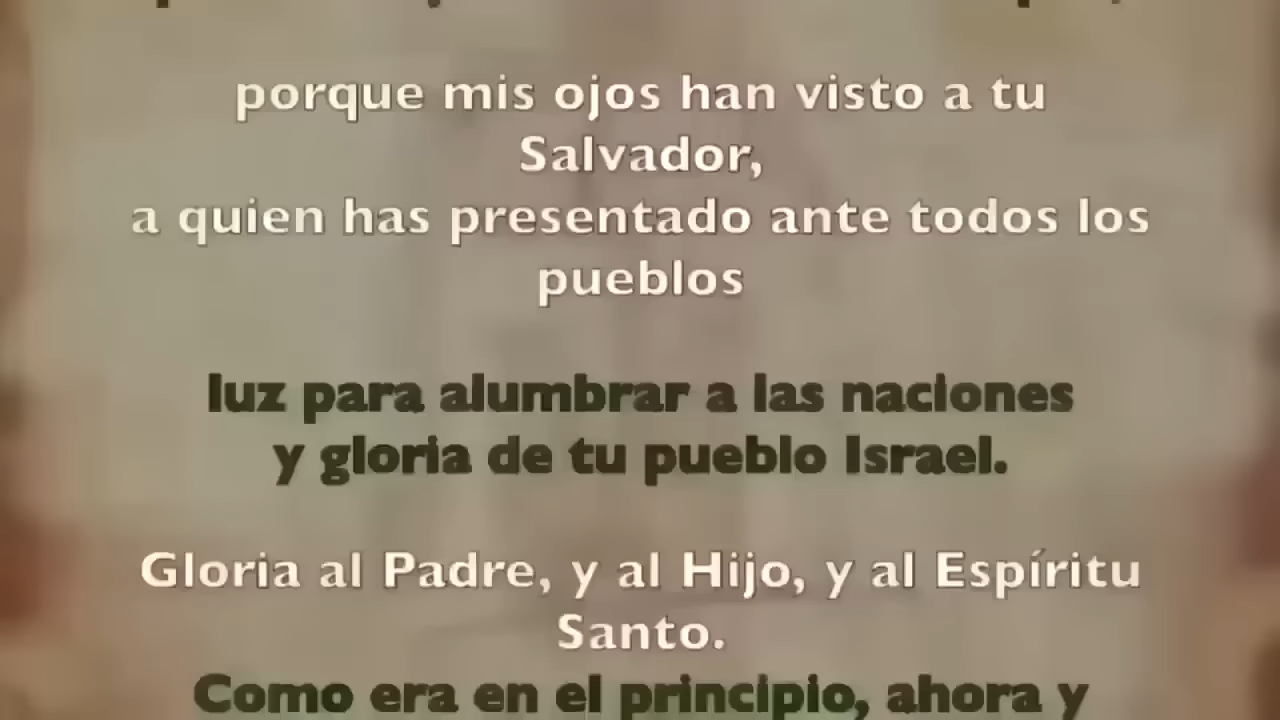 porque mis ojos han visto a tu
Salvador,
a quien has presentado ante todos los
pueblos
luz para alumbrar a las naciones
y gloria de tu pueblo Israel.
Gloria al Padre, y al Hijo, y al Espíritu
Santo.
Como era en el principio, ahora y